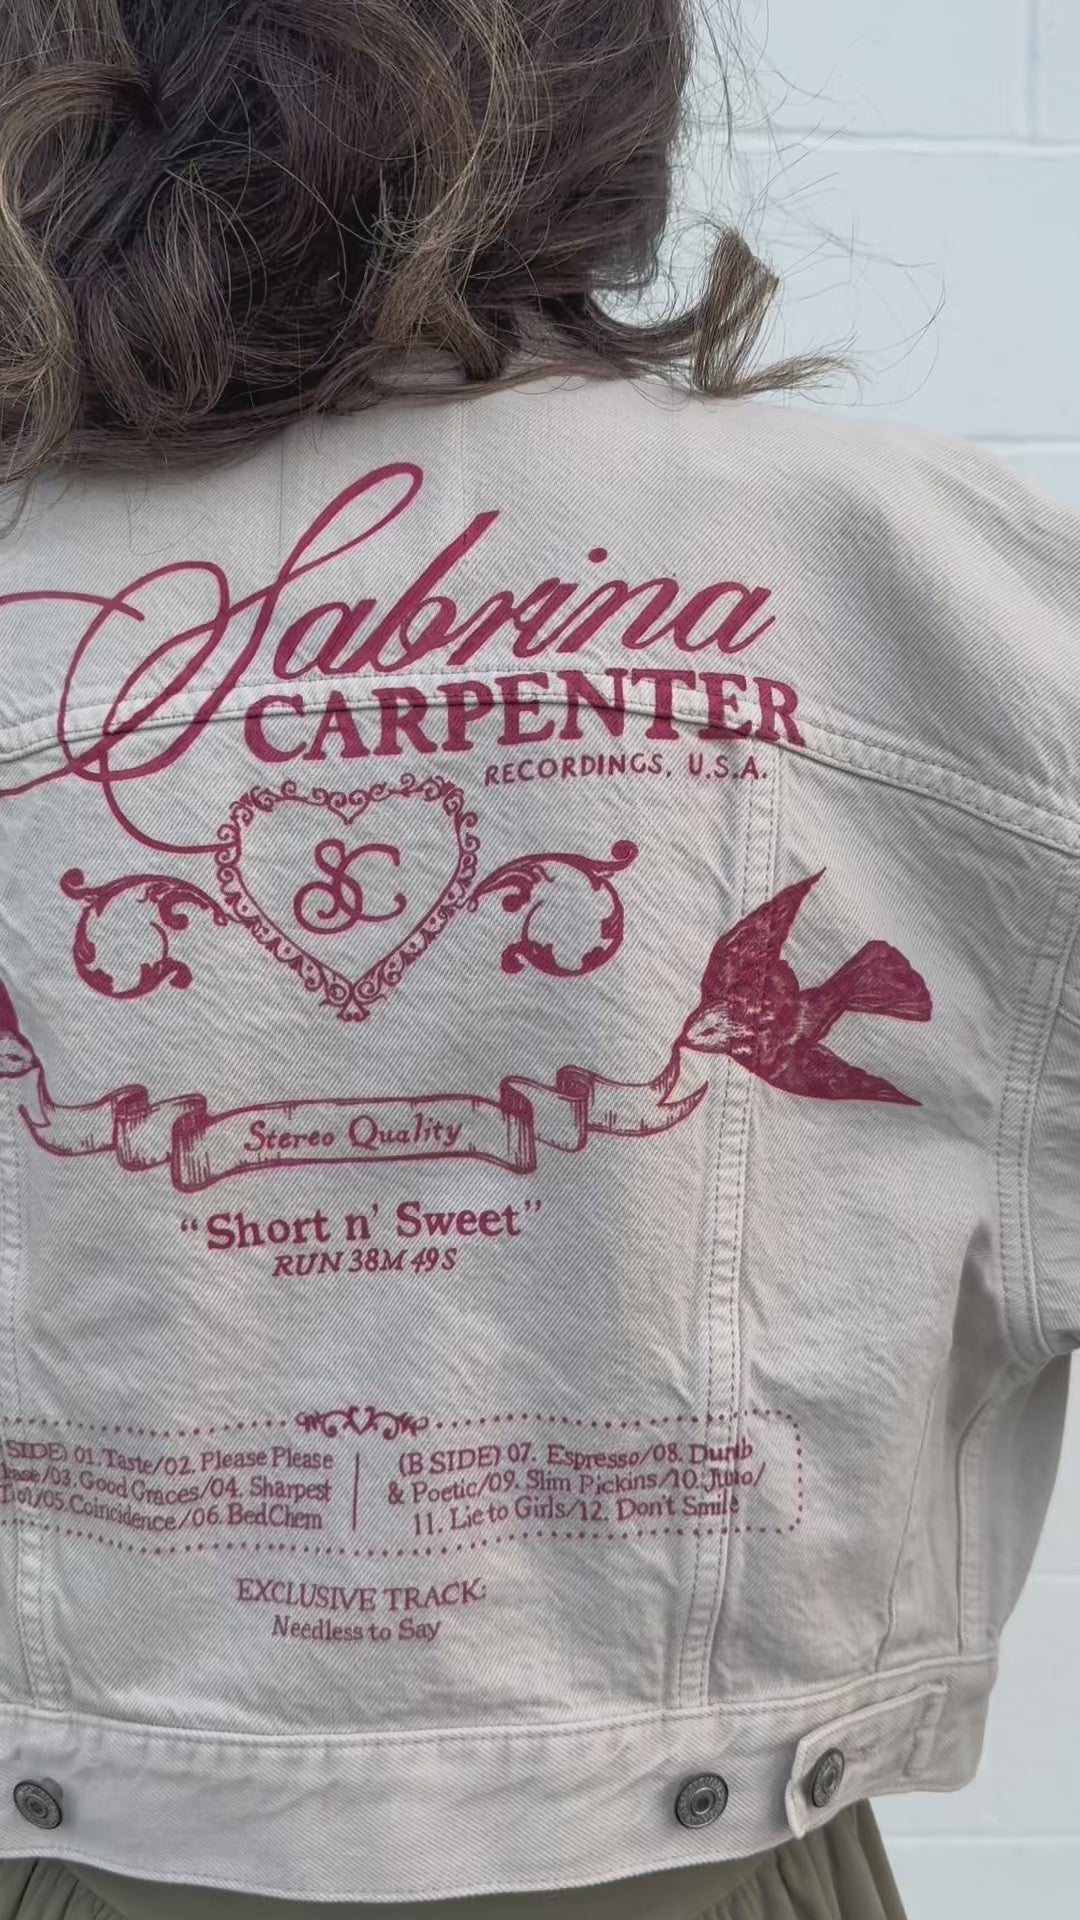 Sabrina
CARPENTER
RECORDINGS, U.S.A.
SC
Stereo Quality
"Short n' Sweet"
RUN 38M 49S
SIDE) 01. Taste/02. Please Please
/03. Good Graces/04. Sharpest
/05. Coincidence/06. BedChem
(B SIDE) 07. Espresso/08. Dumb
& Poetic/09. Slim Pickins/10. Juno/
11. Lie to Girls/12. Don't Smile
EXCLUSIVE TRACK:
Needless to Say